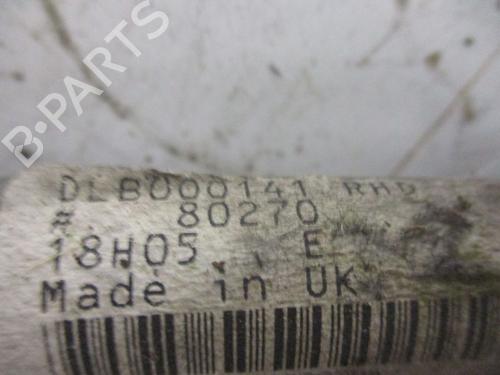 B-PARTS
DLB000141 RHD
# 80270
18H05 E
Made in UK